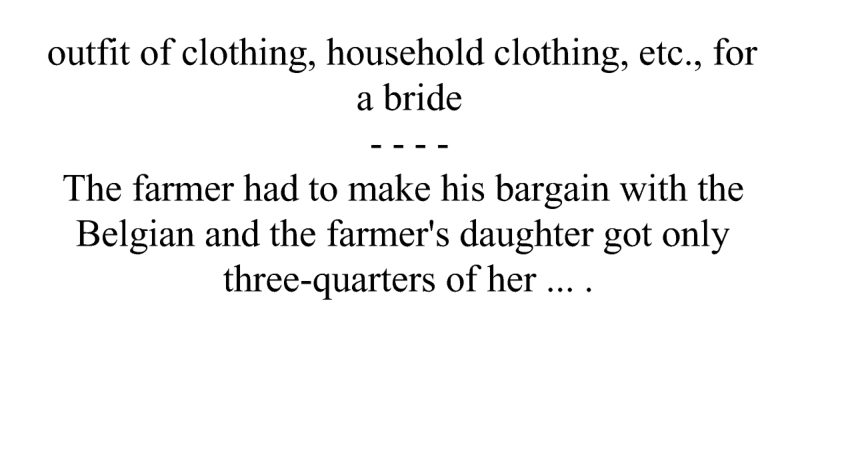 outfit of clothing, household clothing, etc., for
a bride
- - - -
The farmer had to make his bargain with the
Belgian and the farmer's daughter got only
three-quarters of her ... .